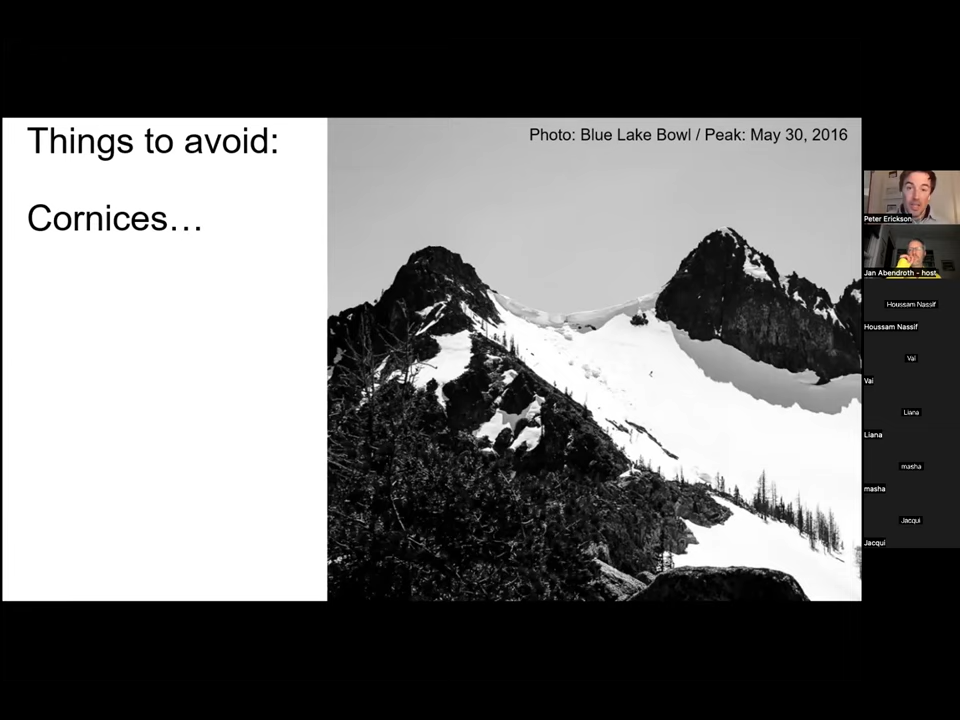 Things to avoid:
Cornices…
Photo: Blue Lake Bowl / Peak: May 30, 2016
Peter Erickson
Jan Abendroth - host
Houssam Nassif
Houssam Nassif
Vai
Vai
Liana
Liana
masha
masha
Jacqui
Jacqui